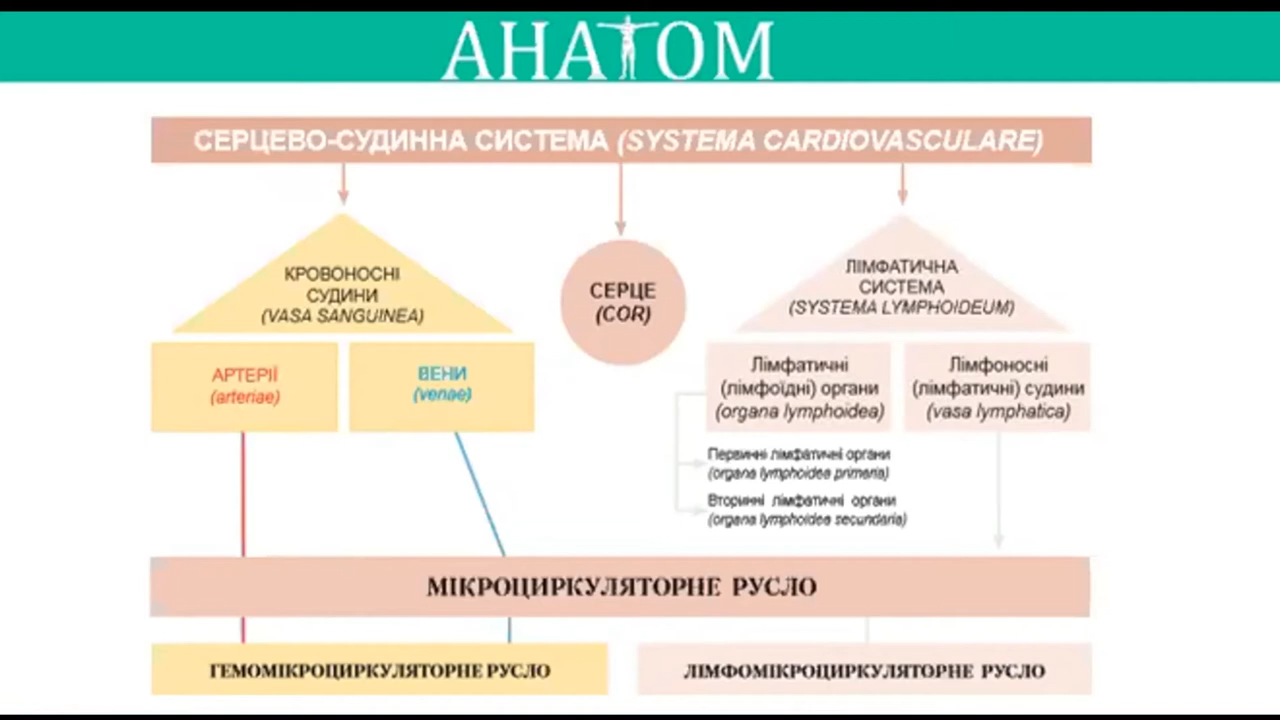 АНАТОМ
СЕРЦЕВО-СУДИННА СИСТЕМА (SYSTEMA CARDIOVASCULARE)
КРОВОНОСНІ
СУДИНИ
(VASA SANGUINEA)
СЕРЦЕ
(COR)
ЛІМФАТИЧНА
СИСТЕМА
(SYSTEMA LYMPHOIDEUM)
АРТЕРІЇ
(arteriae)
ВЕНИ
(venae)
Лімфатичні
(лімфоїдні) органи
(organa lymphoidea)
Лімфоносні
(лімфатичні) судини
(vasa lymphatica)
Первинні лімфатичні органи
(organa lymphoidea primaria)
Вторинні лімфатичні органи
(organa lymphoidea secundaria)
МІКРОЦИРКУЛЯТОРНЕ РУСЛО
ГЕМОМІКРОЦИРКУЛЯТОРНЕ РУСЛО
ЛІМФОМІКРОЦИРКУЛЯТОРНЕ РУСЛО